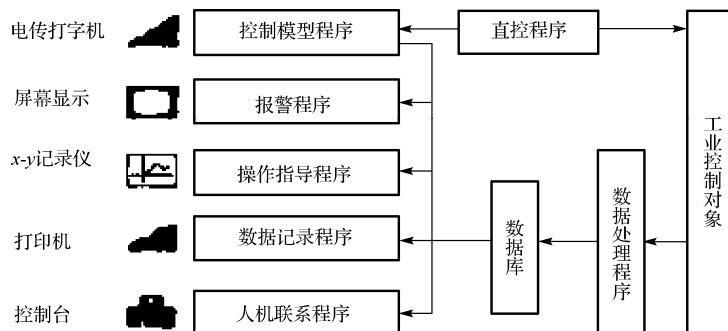 电传打字机
控制模型程序
直控程序
屏幕显示
报警程序
x-y记录仪
操作指导程序
打印机
数据记录程序
数据库
数据处理程序
工业控制对象
控制台
人机联系程序